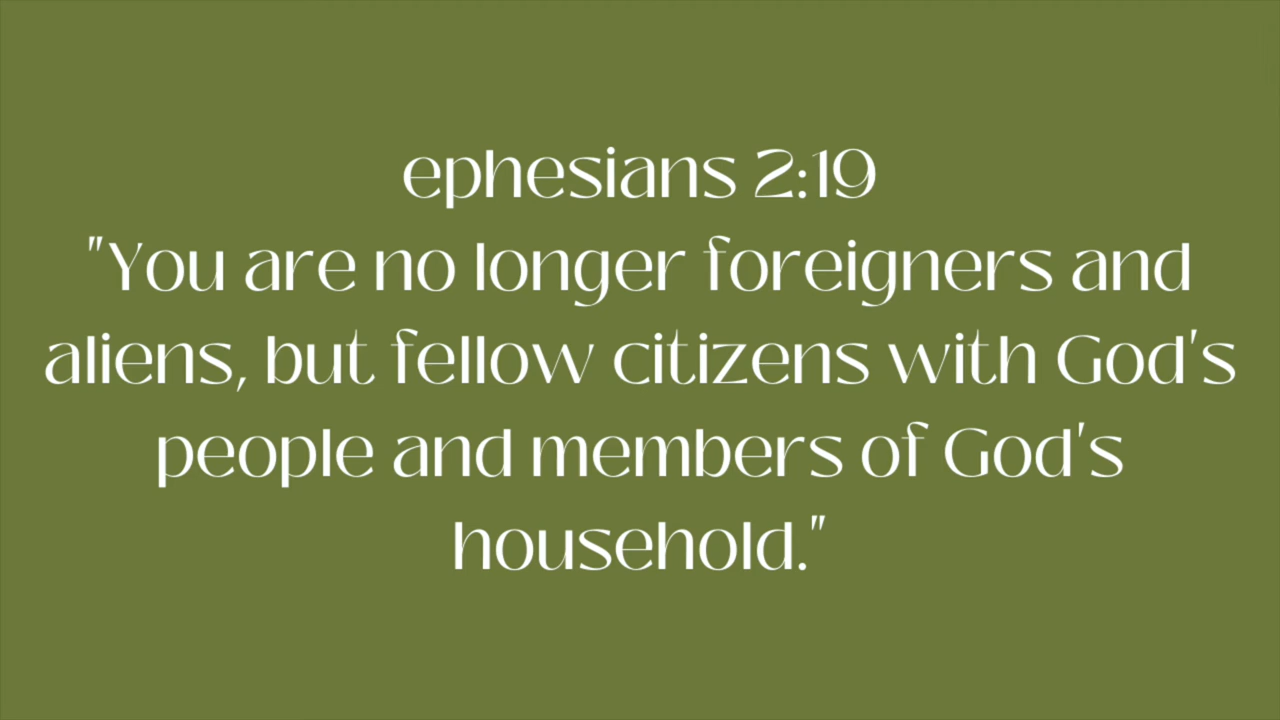 ephesians 2:19
"You are no longer foreigners and
aliens, but fellow citizens with God's
people and members of God's
household."